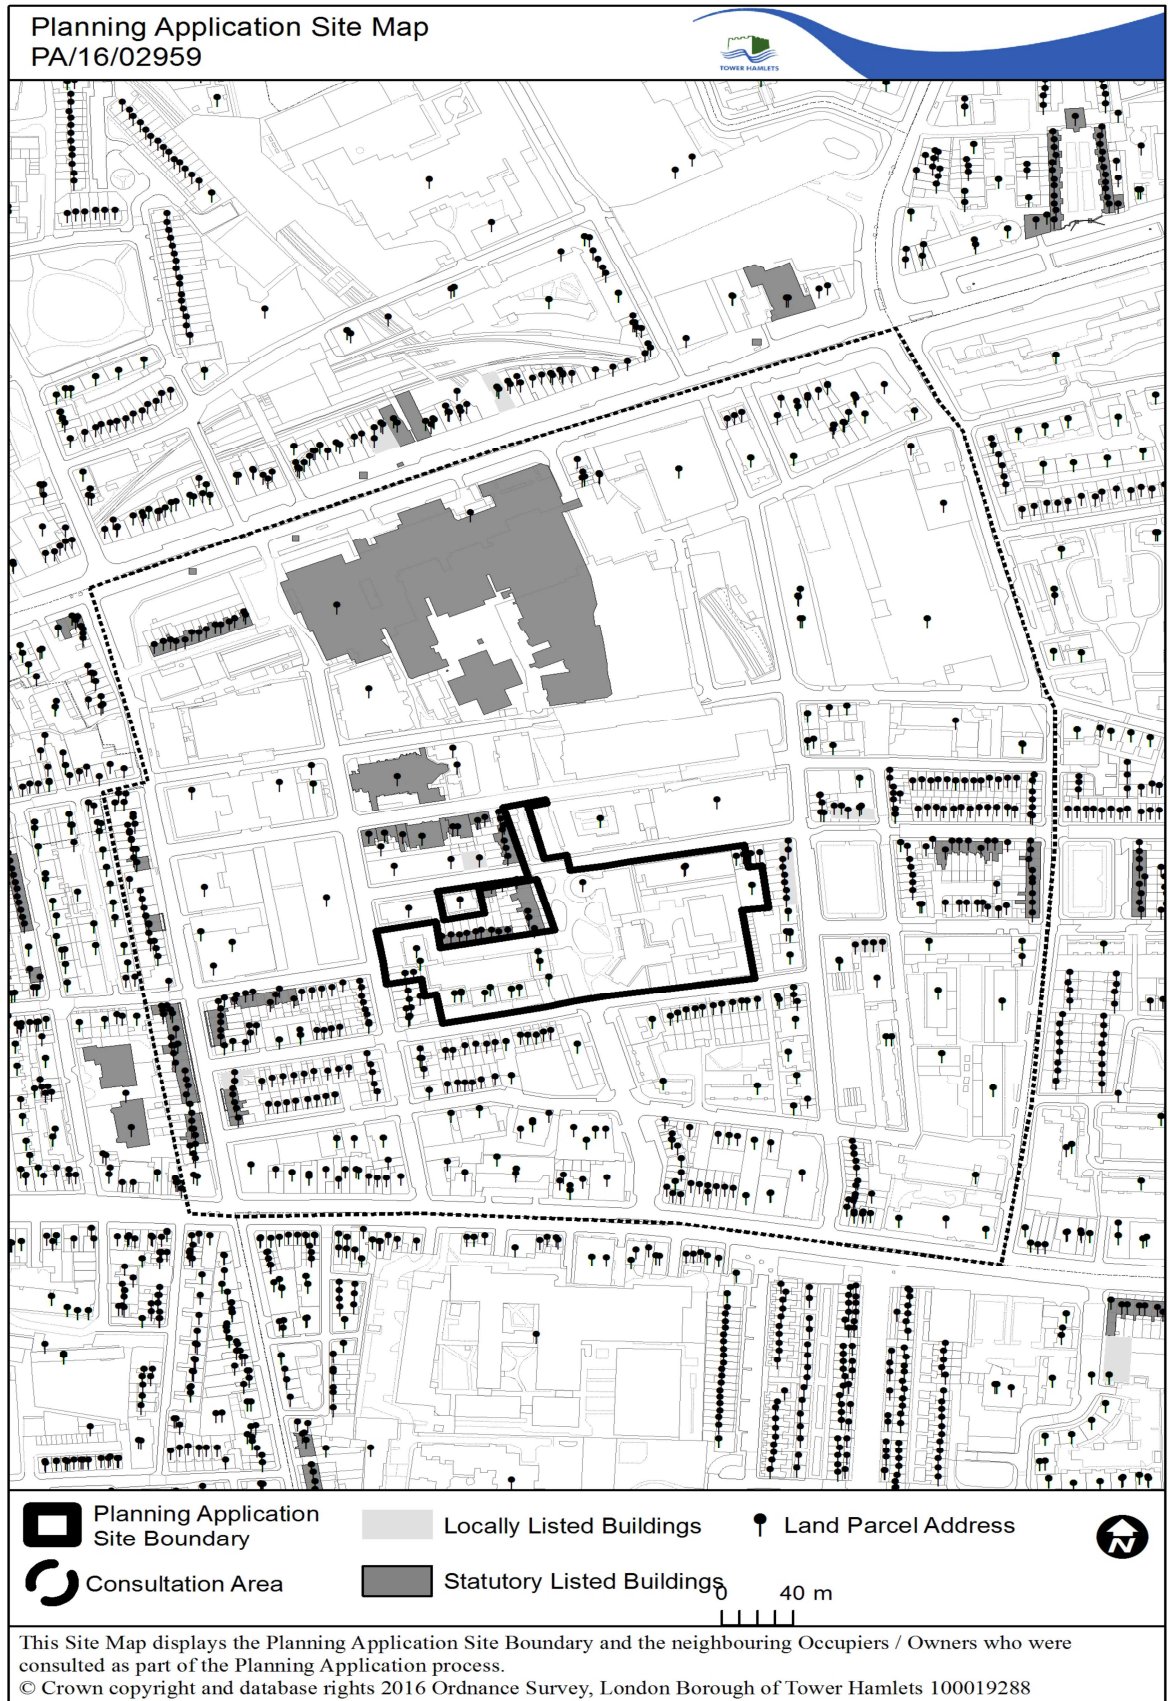 Planning Application Site Map
PA/16/02959
TOWER HAMLETS
Planning Application
Site Boundary
Locally Listed Buildings
Land Parcel Address
N
Consultation Area
Statutory Listed Buildings
0 40 m
This Site Map displays the Planning Application Site Boundary and the neighbouring Occupiers / Owners who were
consulted as part of the Planning Application process.
© Crown copyright and database rights 2016 Ordnance Survey, London Borough of Tower Hamlets 100019288